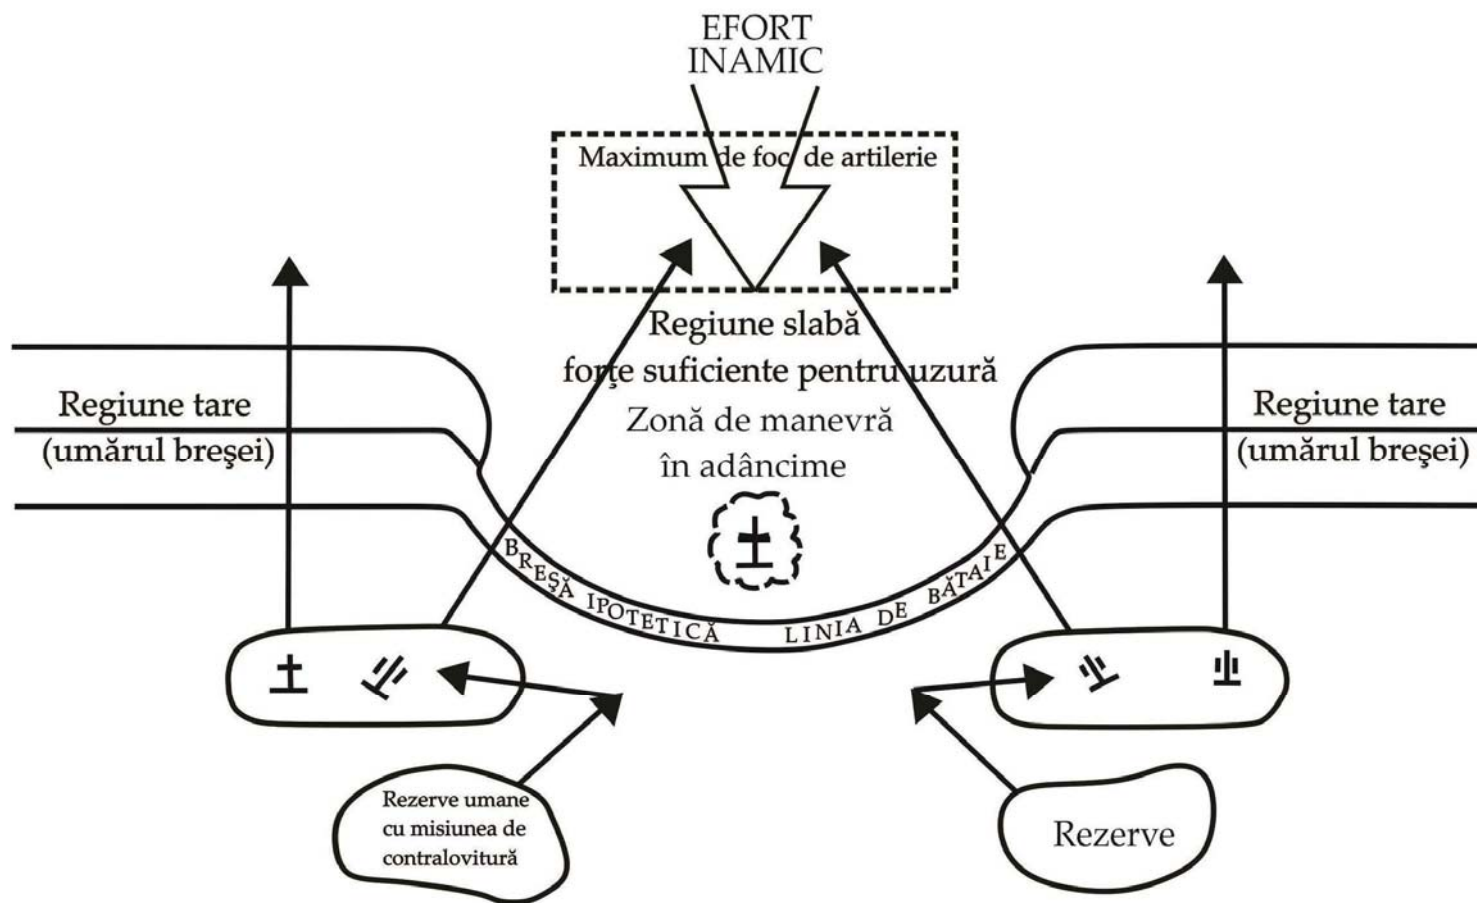 EFORT
INAMIC
Maximum de foc de artilerie
Regiune slabă
forţe suficiente pentru uzură
Zonă de manevră
în adâncime
Regiune tare
(umărul breşei)
Regiune tare
(umărul breşei)
BREŞĂ IPOTETICĂ LINIA DE BĂTAIE
Rezerve umane
cu misiunea de
contralovitură
Rezerve